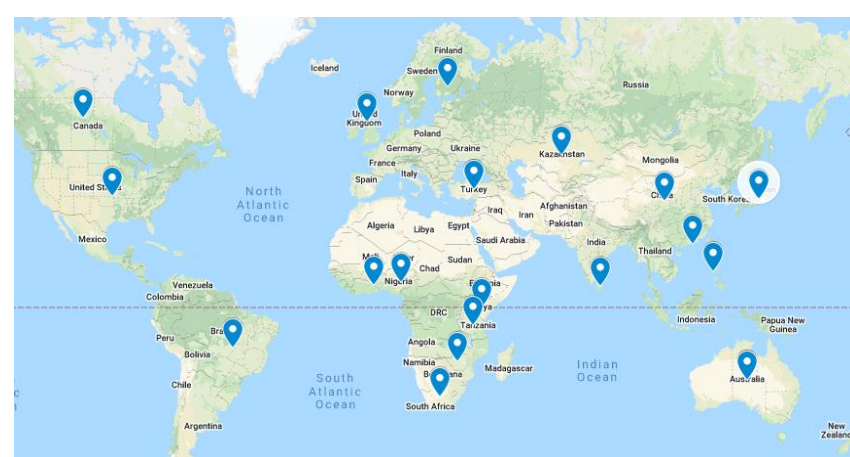 Finland
Iceland
Sweden
Russia
Norway
Canada
United
Kingdom
Poland
Germany
Ukraine
Kazakhstan
Mongolia
France
Italy
Spain
Turkey
United States
China
South Korea
North
Atlantic
Ocean
Iraq
Iran
Afghanistan
Pakistan
Algeria
Libya
Egypt
Saudi Arabia
India
Thailand
Mexico
Mali
Chad
Sudan
Nigeria
Ethiopia
Venezuela
Colombia
DRC
Tanzania
Indonesia
Papua New
Guinea
Peru
Brazil
Bolivia
Angola
Namibia
Botswana
Madagascar
South
Atlantic
Ocean
Indian
Ocean
Chile
South Africa
Australia
Argentina
New
Zealand